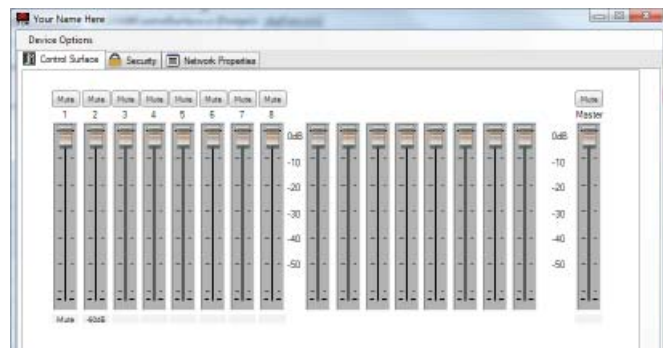 Your Name Here
Device Options
Control Surface Security Network Properties
Mute Mute Mute Mute Mute Mute Mute Mute Mute
1 2 3 4 5 6 7 8 Master
0dB 0dB
-10 -10
-20 -20
-30 -30
-40 -40
-50 -50
Mute -60dB